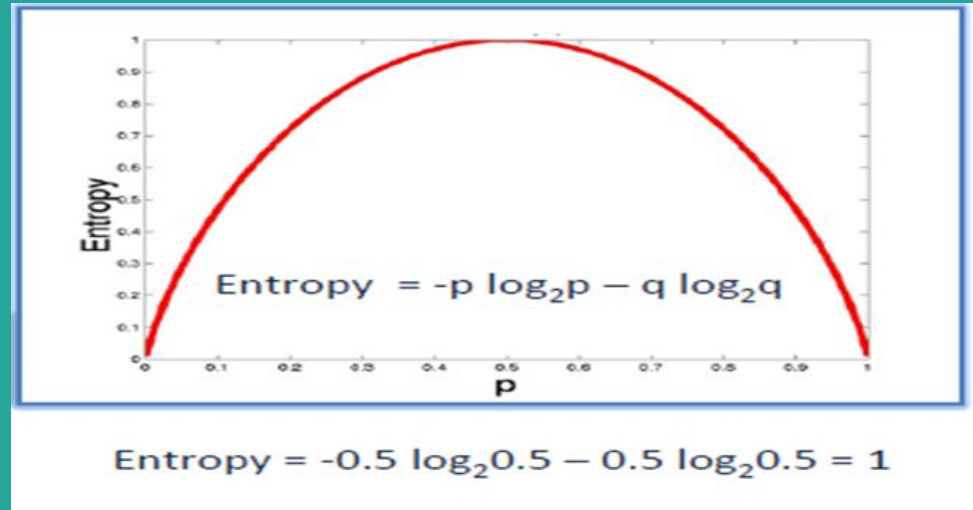 1
0.9
0.8
0.7
0.6
0.5
0.4
0.3
0.2
0.1
0
Entropy
Entropy = -p log₂p – q log₂q
0 0.1 0.2 0.3 0.4 0.5 0.6 0.7 0.8 0.9 1
p
Entropy = -0.5 log₂0.5 – 0.5 log₂0.5 = 1